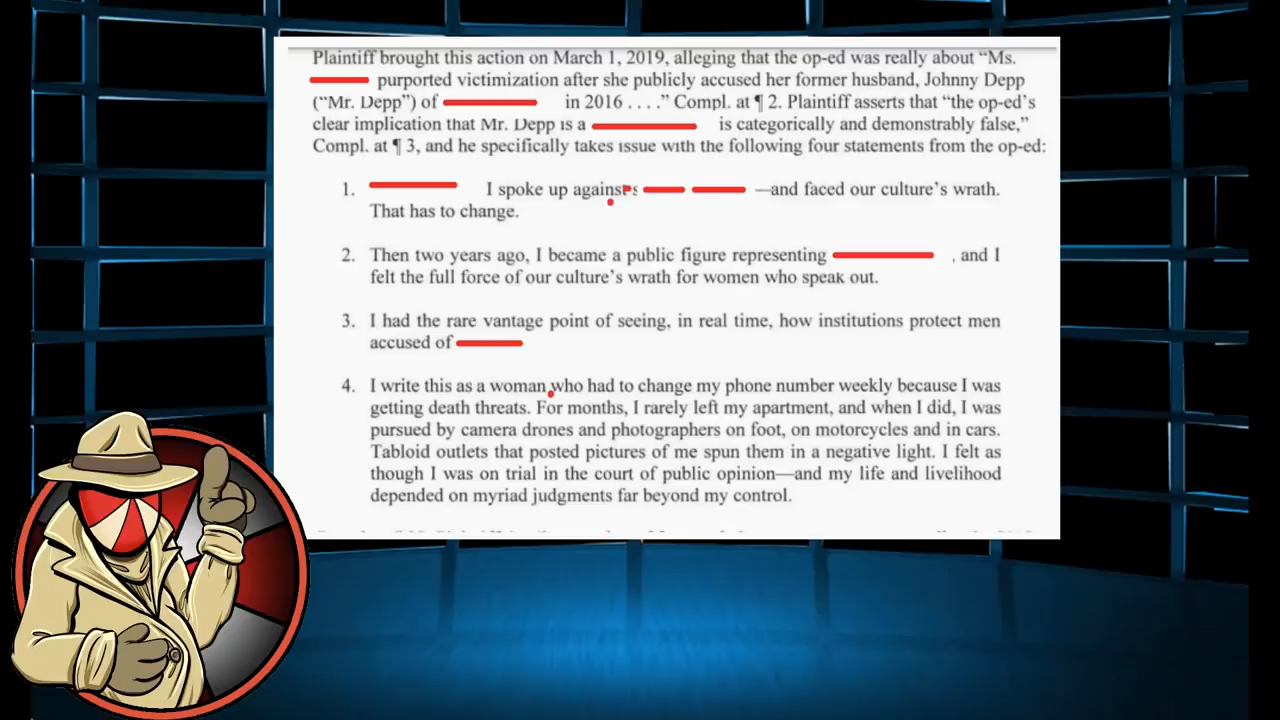 Plaintiff brought this action on March 1, 2019, alleging that the op-ed was really about “Ms.
purported victimization after she publicly accused her former husband, Johnny Depp
(“Mr. Depp”) of in 2016 . . . .” Compl. at ¶ 2. Plaintiff asserts that “the op-ed’s
clear implication that Mr. Depp is a is categorically and demonstrably false,”
Compl. at ¶ 3, and he specifically takes issue with the following four statements from the op-ed:
1. I spoke up against s —and faced our culture’s wrath.
That has to change.
2. Then two years ago, I became a public figure representing , and I
felt the full force of our culture’s wrath for women who speak out.
3. I had the rare vantage point of seeing, in real time, how institutions protect men
accused of
4. I write this as a woman who had to change my phone number weekly because I was
getting death threats. For months, I rarely left my apartment, and when I did, I was
pursued by camera drones and photographers on foot, on motorcycles and in cars.
Tabloid outlets that posted pictures of me spun them in a negative light. I felt as
though I was on trial in the court of public opinion—and my life and livelihood
depended on myriad judgments far beyond my control.